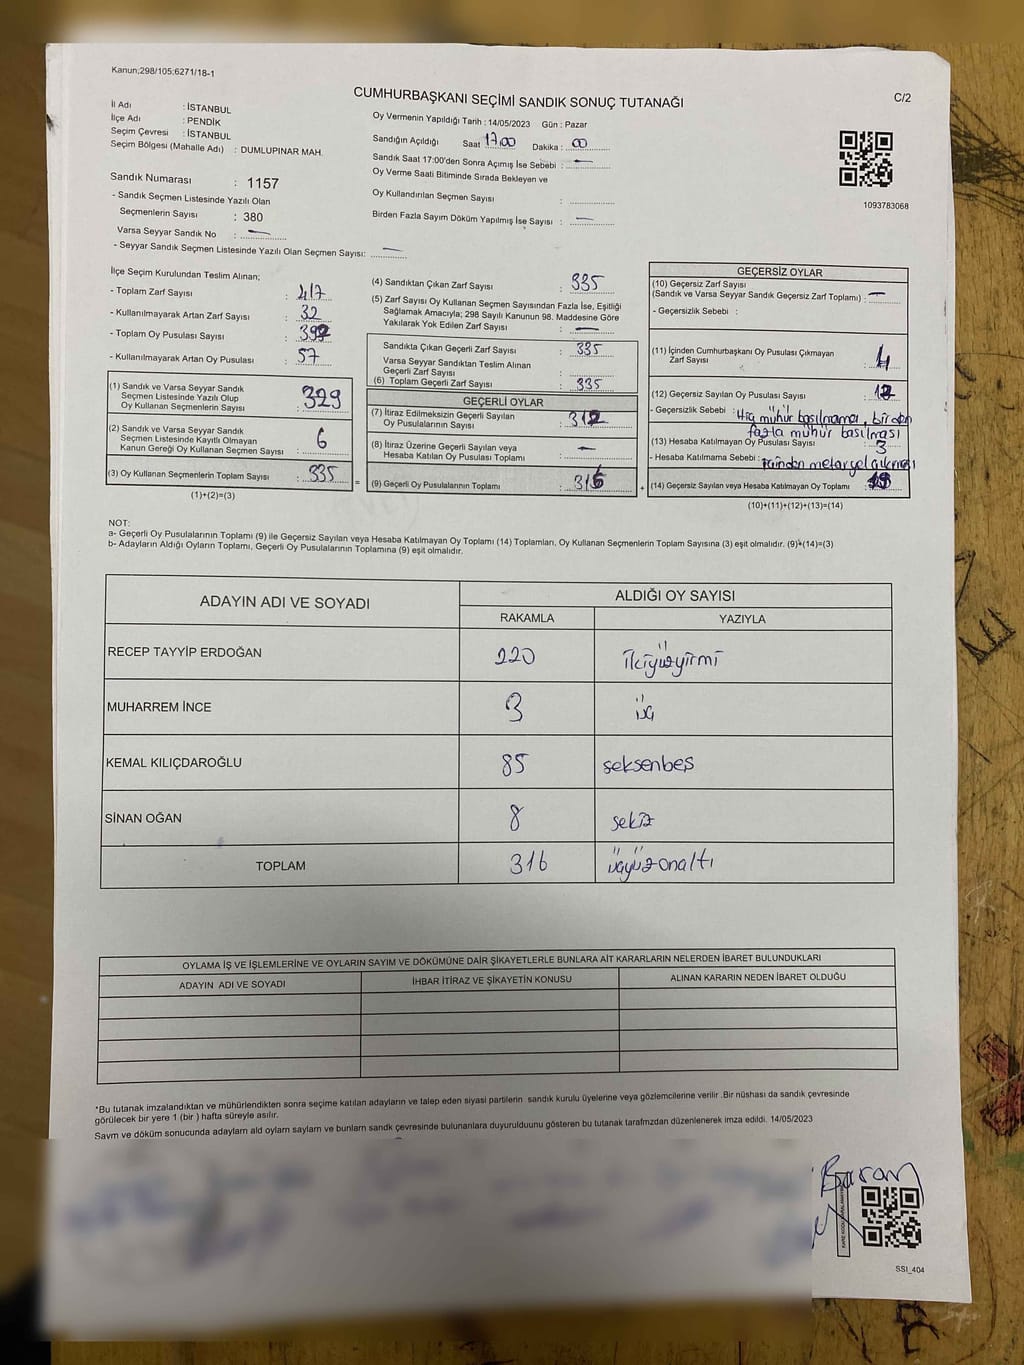 Kanun;298/105;6271/18-1
CUMHURBAŞKANI SEÇİMİ SANDIK SONUÇ TUTANAĞI
C/2
İl Adı : İSTANBUL
İlçe Adı : PENDİK
Seçim Çevresi : İSTANBUL
Seçim Bölgesi (Mahalle Adı) : DUMLUPINAR MAH.
Sandık Numarası : 1157
- Sandık Seçmen Listesinde Yazılı Olan
Seçmenlerin Sayısı : 380
Varsa Seyyar Sandık No : —
- Seyyar Sandık Seçmen Listesinde Yazılı Olan Seçmen Sayısı: —
Oy Vermenin Yapıldığı Tarih : 14/05/2023 Gün : Pazar
Sandığın Açıldığı Saat 17.00 Dakika : 00
Sandık Saat 17:00'den Sonra Açımış İse Sebebi : —
Oy Verme Saati Bitiminde Sırada Bekleyen ve
Oy Kullandırılan Seçmen Sayısı :
Birden Fazla Sayım Döküm Yapılmış İse Sayısı : —
1093783068
İlçe Seçim Kurulundan Teslim Alınan;
- Toplam Zarf Sayısı : 417
- Kullanılmayarak Artan Zarf Sayısı : 32
- Toplam Oy Pusulası Sayısı :
- Kullanılmayarak Artan Oy Pusulası : 57
(1) Sandık ve Varsa Seyyar Sandık
Seçmen Listesinde Yazılı Olup
Oy Kullanan Seçmenlerin Sayısı : 329
(2) Sandık ve Varsa Seyyar Sandık
Seçmen Listesinde Kayıtlı Olmayan
Kanun Gereği Oy Kullanan Seçmen Sayısı : 6
(3) Oy Kullanan Seçmenlerin Toplam Sayısı : 335
(1)+(2)=(3)
(4) Sandıktan Çıkan Zarf Sayısı : 335
(5) Zarf Sayısı Oy Kullanan Seçmen Sayısından Fazla İse, Eşitliği
Sağlamak Amacıyla; 298 Sayılı Kanunun 98. Maddesine Göre
Yakılarak Yok Edilen Zarf Sayısı : —
Sandıkta Çıkan Geçerli Zarf Sayısı : 335
Varsa Seyyar Sandıktan Teslim Alınan
Geçerli Zarf Sayısı :
(6) Toplam Geçerli Zarf Sayısı : 335
GEÇERLİ OYLAR
(7) İtiraz Edilmeksizin Geçerli Sayılan
Oy Pusulalarının Sayısı :
(8) İtiraz Üzerine Geçerli Sayılan veya
Hesaba Katılan Oy Pusulası Toplamı : —
= (9) Geçerli Oy Pusulalarının Toplamı : 316 +
GEÇERSİZ OYLAR
(10) Geçersiz Zarf Sayısı
(Sandık ve Varsa Seyyar Sandık Geçersiz Zarf Toplamı) : —
- Geçersizlik Sebebi :
(11) İçinden Cumhurbaşkanı Oy Pusulası Çıkmayan
Zarf Sayısı : 4
(12) Geçersiz Sayılan Oy Pusulası Sayısı : 12
- Geçersizlik Sebebi : Hiç mühür basılmama, birden
fazla mühür basılması
(13) Hesaba Katılmayan Oy Pusulası Sayısı : 3
- Hesaba Katılmama Sebebi : içinden
(14) Geçersiz Sayılan veya Hesaba Katılmayan Oy Toplamı : 19
(10)+(11)+(12)+(13)=(14)
NOT:
a- Geçerli Oy Pusulalarının Toplamı (9) ile Geçersiz Sayılan veya Hesaba Katılmayan Oy Toplamı (14) Toplamları, Oy Kullanan Seçmenlerin Toplam Sayısına (3) eşit olmalıdır. (9)+(14)=(3)
b- Adayların Aldığı Oyların Toplamı, Geçerli Oy Pusulalarının Toplamına (9) eşit olmalıdır.
ADAYIN ADI VE SOYADI ALDIĞI OY SAYISI
RAKAMLA YAZIYLA
RECEP TAYYİP ERDOĞAN 220 ikiyüzyirmi
MUHARREM İNCE 3 üç
KEMAL KILIÇDAROĞLU 85 seksenbeş
SİNAN OĞAN 8 sekiz
TOPLAM 316 üçyüzonaltı
OYLAMA İŞ VE İŞLEMLERİNE VE OYLARIN SAYIM VE DÖKÜMÜNE DAİR ŞİKAYETLERLE BUNLARA AİT KARARLARIN NELERDEN İBARET BULUNDUKLARI
ADAYIN ADI VE SOYADI İHBAR İTİRAZ VE ŞİKAYETİN KONUSU ALINAN KARARIN NEDEN İBARET OLDUĞU
*Bu tutanak imzalandıktan ve mühürlendikten sonra seçime katılan adayların ve talep eden siyasi partilerin sandık kurulu üyelerine veya gözlemcilerine verilir .Bir nüshası da sandık çevresinde
görülecek bir yere 1 (bir ) hafta süreyle asılır.
Sayım ve döküm sonucunda adayların ald oyların sayların ve bunların sandk çevresinde bulunanlara duyurulduunu gösteren bu tutanak tarafmzdan düzenlenerek imza edildi. 14/05/2023
Baran
SSI_404